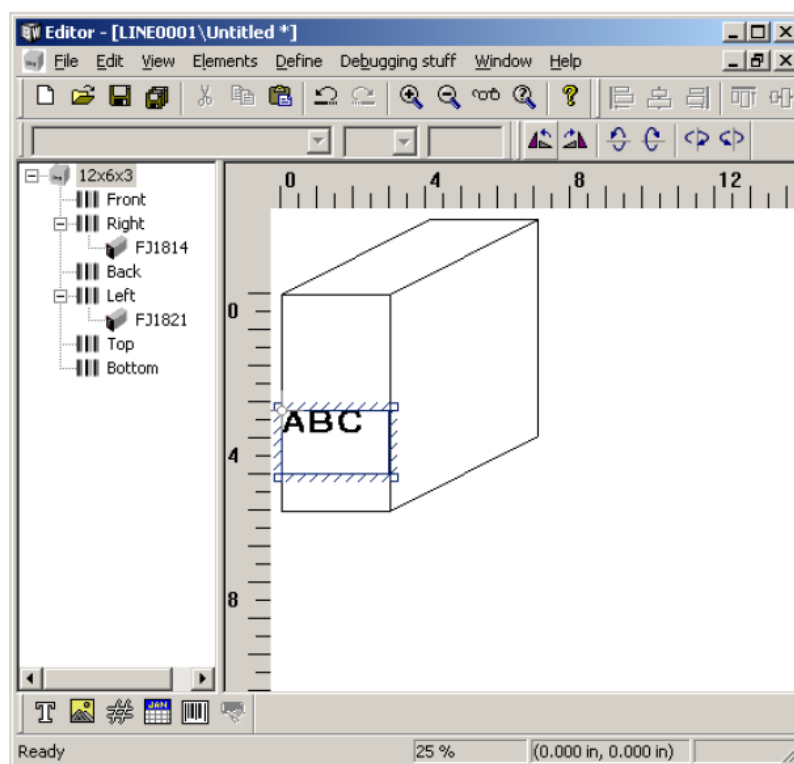 Editor - [LINE0001\Untitled *]
File Edit View Elements Define Debugging stuff Window Help
12x6x3
Front
Right
FJ1814
Back
Left
FJ1821
Top
Bottom
0 4 8 12
0
4
8
ABC
JAN
Ready 25 % (0.000 in, 0.000 in)